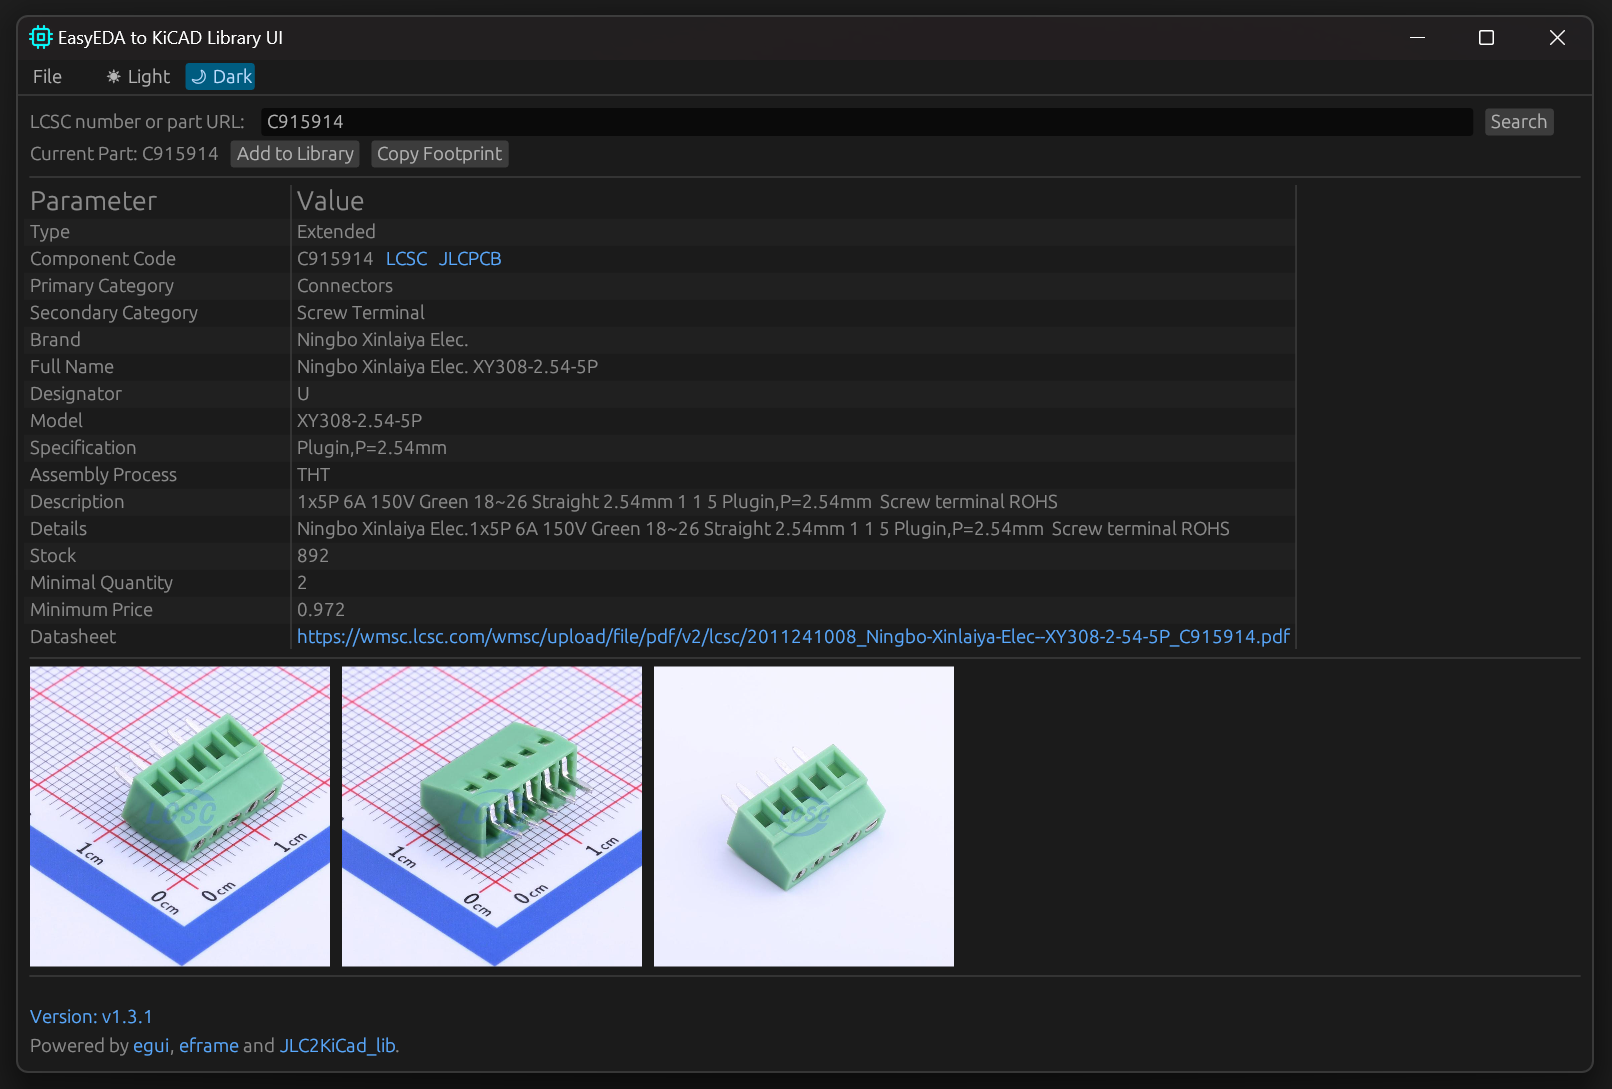 EasyEDA to KiCAD Library UI
File Light Dark
LCSC number or part URL: C915914 Search
Current Part: C915914 Add to Library Copy Footprint
Parameter Value
Type Extended
Component Code C915914 LCSC JLCPCB
Primary Category Connectors
Secondary Category Screw Terminal
Brand Ningbo Xinlaiya Elec.
Full Name Ningbo Xinlaiya Elec. XY308-2.54-5P
Designator U
Model XY308-2.54-5P
Specification Plugin,P=2.54mm
Assembly Process THT
Description 1x5P 6A 150V Green 18~26 Straight 2.54mm 1 1 5 Plugin,P=2.54mm Screw terminal ROHS
Details Ningbo Xinlaiya Elec.1x5P 6A 150V Green 18~26 Straight 2.54mm 1 1 5 Plugin,P=2.54mm Screw terminal ROHS
Stock 892
Minimal Quantity 2
Minimum Price 0.972
Datasheet https://wmsc.lcsc.com/wmsc/upload/file/pdf/v2/lcsc/2011241008_Ningbo-Xinlaiya-Elec--XY308-2-54-5P_C915914.pdf
LCSC
1cm 0cm 0cm 1cm
LCSC
1cm 0cm 0cm 1cm
LCSC
Version: v1.3.1
Powered by egui, eframe and JLC2KiCad_lib.